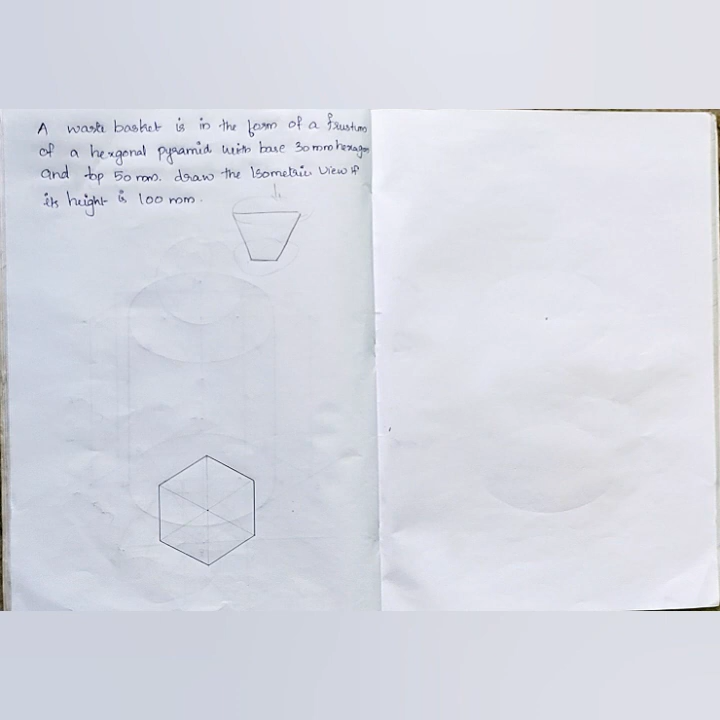 A waste basket is in the form of a frustum
of a hexgonal pyramid with base 30mm hexagon
and top 50 mm. draw the Isometric View if
its height is 100 mm.